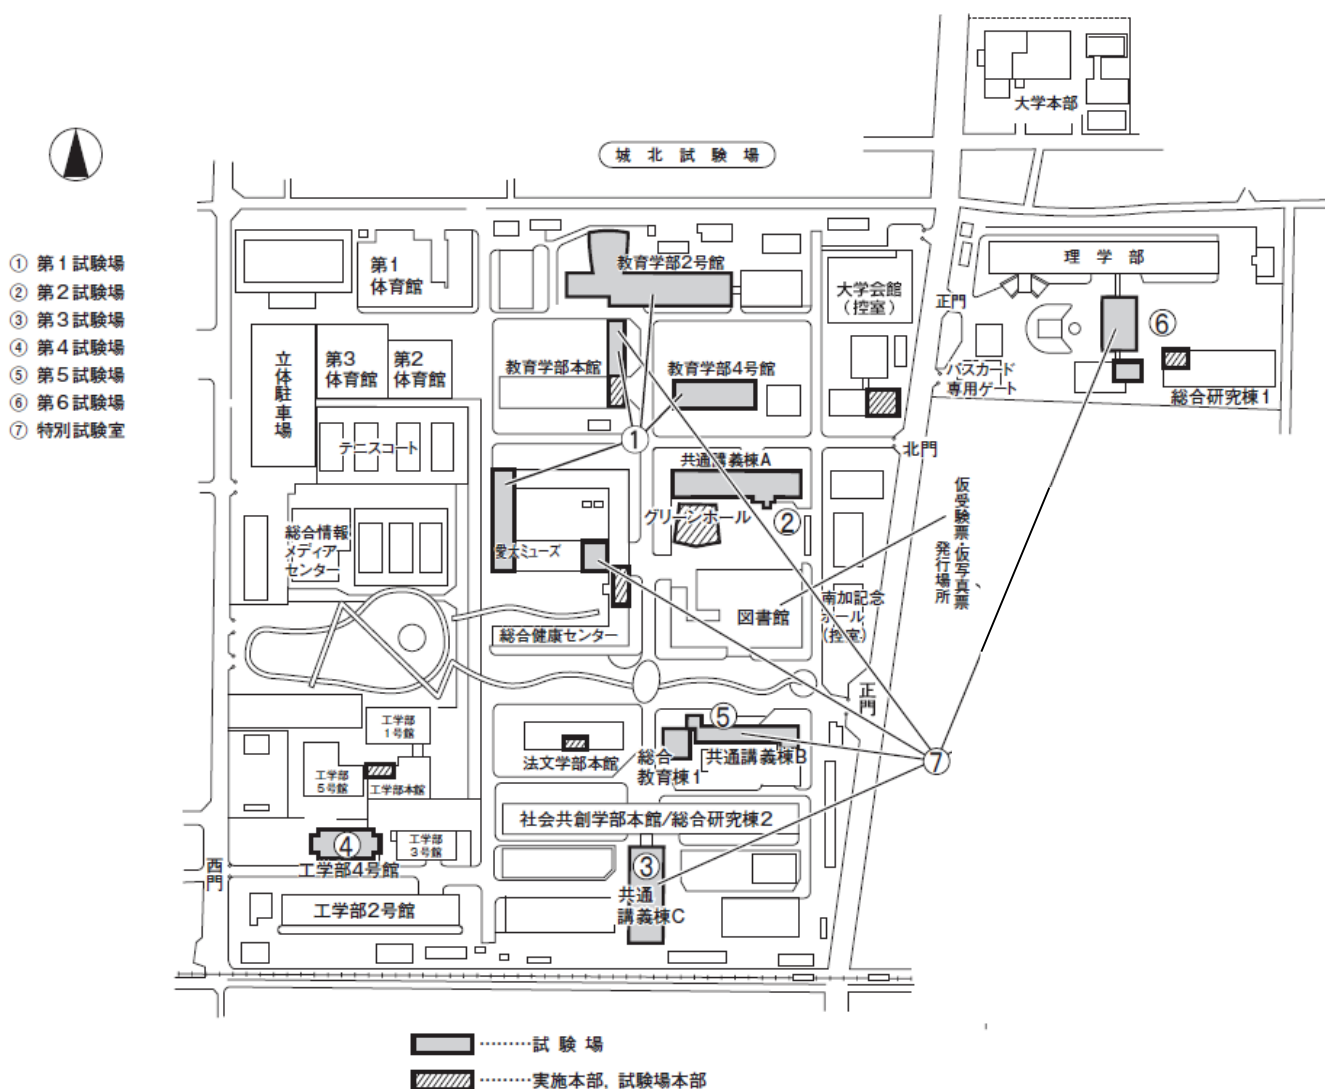 大学本部
城北試験場
① 第1試験場
② 第2試験場
③ 第3試験場
④ 第4試験場
⑤ 第5試験場
⑥ 第6試験場
⑦ 特別試験室
第1
体育館
教育学部2号館
大学会館
(控室)
理学部
正門
⑥
パスカード
専用ゲート
総合研究棟1
立体駐車場
第3
体育館
第2
体育館
教育学部本館
教育学部4号館
①
テニスコート
北門
共通講義棟A
グリーンホール
②
仮受験票・仮写真票、
発行場所
総合情報
メディア
センター
愛大ミューズ
図書館
南加記念
ホール
(控室)
総合健康センター
正門
工学部
1号館
⑤
法文学部本館
総合
教育棟1
共通講義棟B
⑦
工学部
5号館
工学部本館
社会共創学部本館/総合研究棟2
④
工学部
3号館
工学部4号館
西門
③
共通
講義棟C
工学部2号館
………試験場
………実施本部, 試験場本部